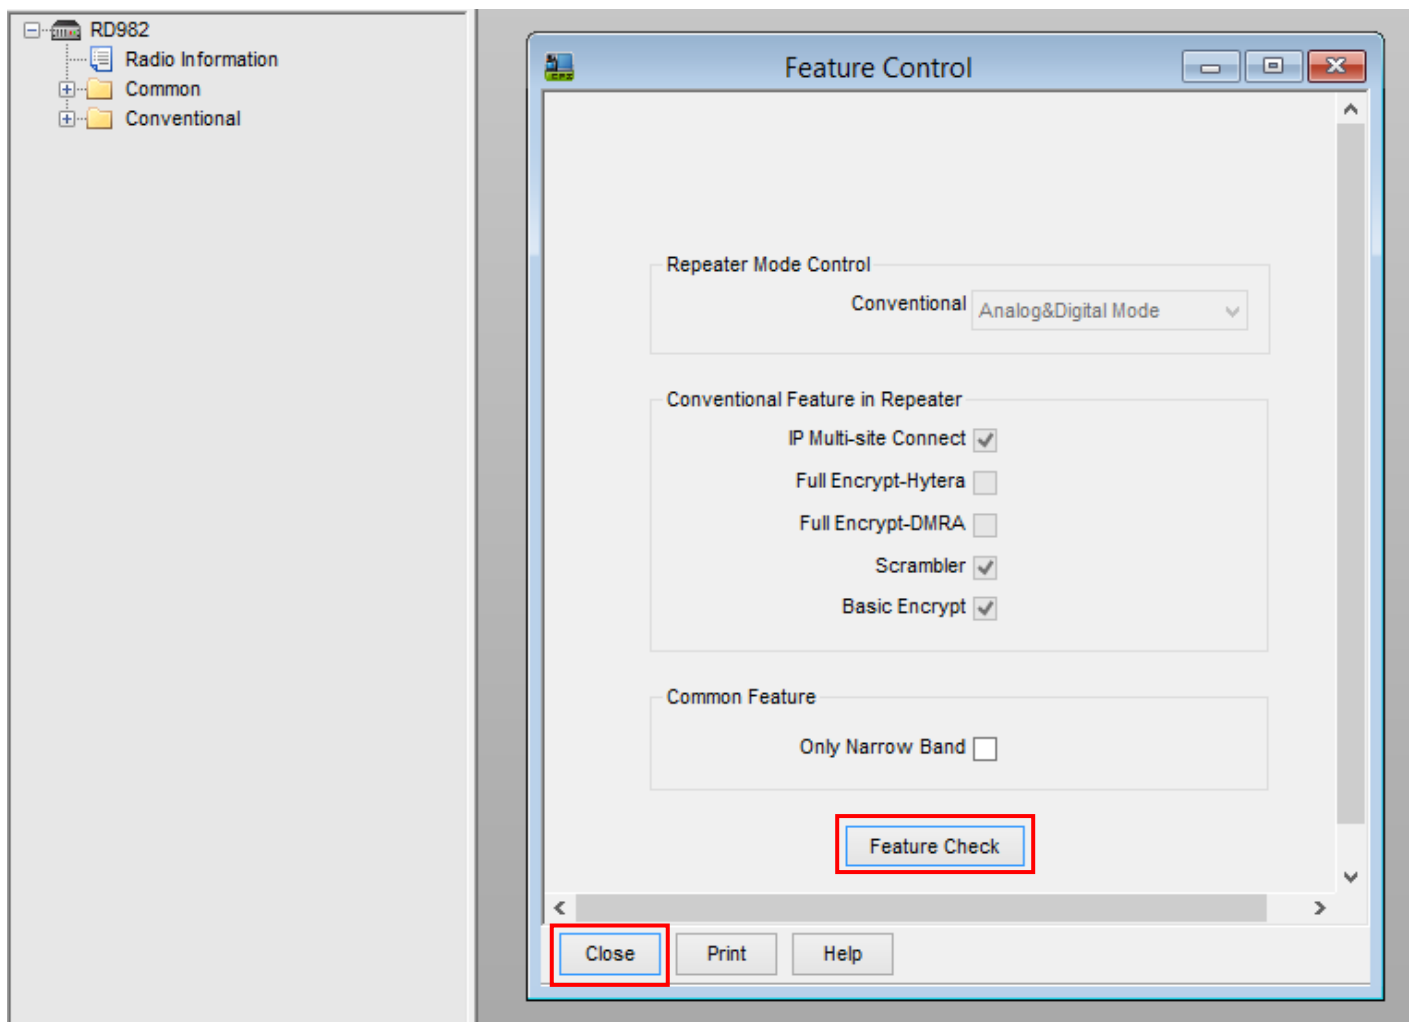 RD982
Radio Information
Common
Conventional
Feature Control
Repeater Mode Control
Conventional Analog&Digital Mode
Conventional Feature in Repeater
IP Multi-site Connect
Full Encrypt-Hytera
Full Encrypt-DMRA
Scrambler
Basic Encrypt
Common Feature
Only Narrow Band
Feature Check
Close Print Help